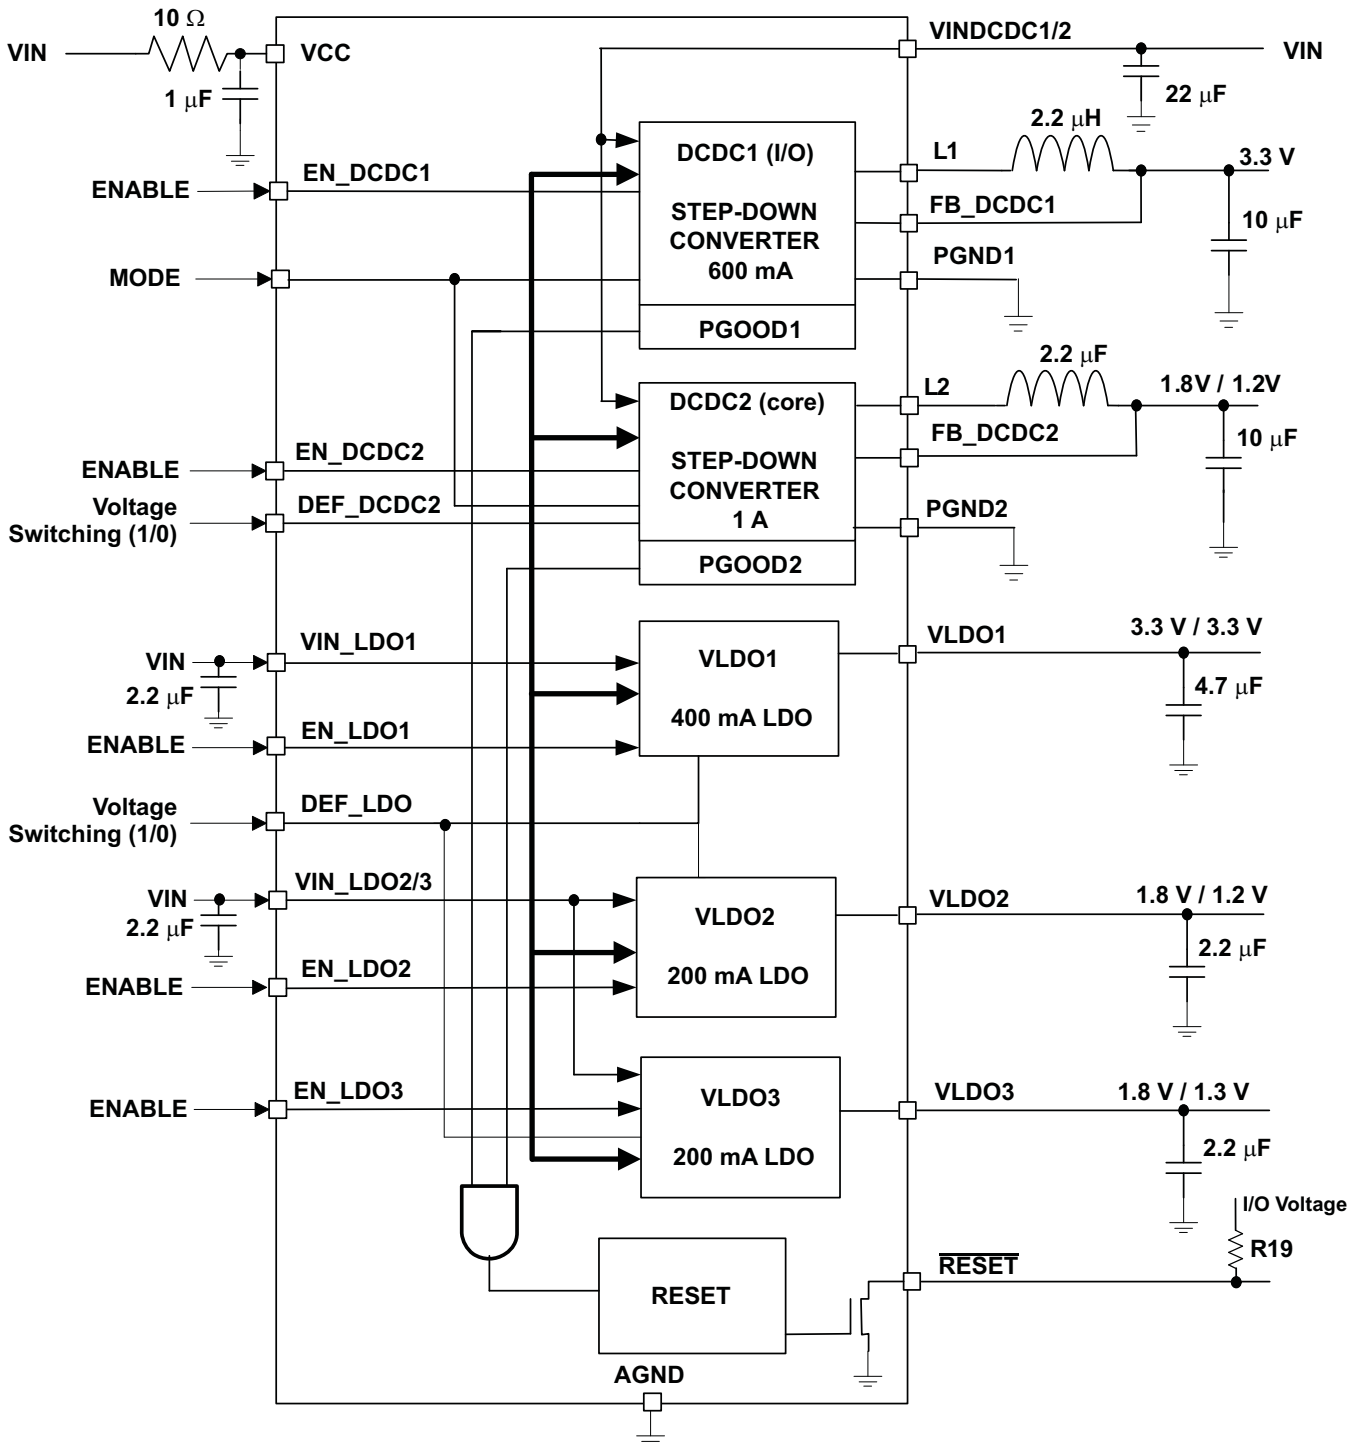 10 Ω
VIN
VCC
1 μF
VINDCDC1/2
VIN
22 μF
2.2 μH
DCDC1 (I/O)
L1
3.3 V
EN_DCDC1
ENABLE
STEP-DOWN
CONVERTER
600 mA
FB_DCDC1
10 μF
MODE
PGND1
PGOOD1
2.2 μF
DCDC2 (core)
L2
1.8V / 1.2V
FB_DCDC2
10 μF
EN_DCDC2
ENABLE
STEP-DOWN
CONVERTER
1 A
Voltage
Switching (1/0)
DEF_DCDC2
PGND2
PGOOD2
VIN_LDO1
VIN
2.2 μF
VLDO1
400 mA LDO
VLDO1
3.3 V / 3.3 V
4.7 μF
EN_LDO1
ENABLE
Voltage
Switching (1/0)
DEF_LDO
VIN_LDO2/3
VIN
2.2 μF
VLDO2
200 mA LDO
VLDO2
1.8 V / 1.2 V
2.2 μF
EN_LDO2
ENABLE
EN_LDO3
ENABLE
VLDO3
200 mA LDO
VLDO3
1.8 V / 1.3 V
2.2 μF
I/O Voltage
R19
RESET
RESET
AGND